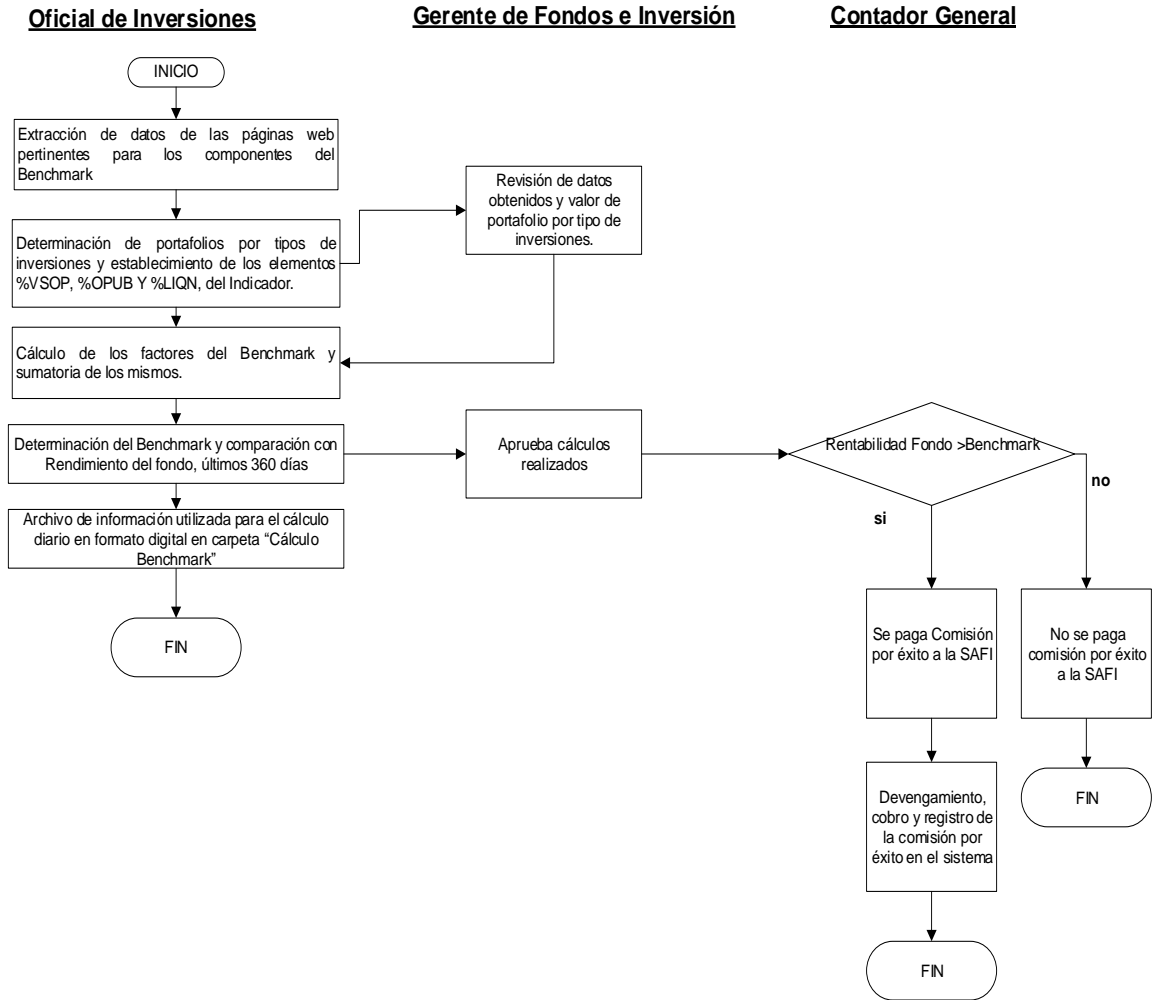 Oficial de Inversiones
Gerente de Fondos e Inversión
Contador General
INICIO
Extracción de datos de las páginas web
pertinentes para los componentes del
Benchmark
Revisión de datos
obtenidos y valor de
portafolio por tipo de
inversiones.
Determinación de portafolios por tipos de
inversiones y establecimiento de los elementos
%VSOP, %OPUB Y %LIQN, del Indicador.
Cálculo de los factores del Benchmark y
sumatoria de los mismos.
Determinación del Benchmark y comparación con
Rendimiento del fondo, últimos 360 días
Aprueba cálculos
realizados
Rentabilidad Fondo >Benchmark
no
si
Archivo de información utilizada para el cálculo
diario en formato digital en carpeta “Cálculo
Benchmark”
FIN
Se paga Comisión
por éxito a la SAFI
No se paga
comisión por éxito
a la SAFI
Devengamiento,
cobro y registro de
la comisión por
éxito en el sistema
FIN
FIN